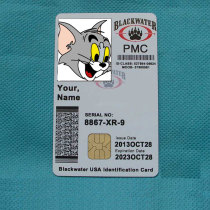 BLACKWATER
PMC
Your,
Name
SERIAL NO:
8867-XR-9
Issue Date
2013OCT28
Expiration Date
2023OCT28
Blackwater USA Identification Card